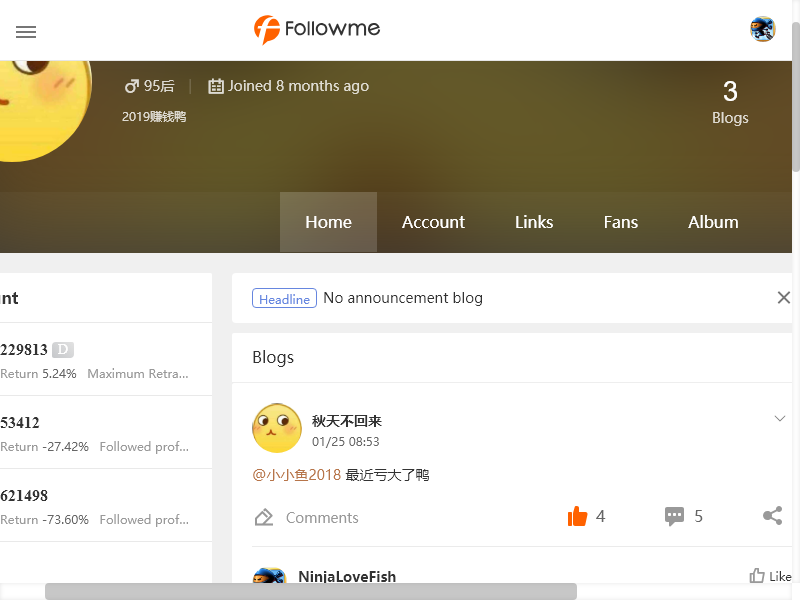 Followme
95后
Joined 8 months ago
2019赚钱鸭
3
Blogs
Home
Account
Links
Fans
Album
nt
229813 D
Return 5.24% Maximum Retra...
53412
Return -27.42% Followed prof...
621498
Return -73.60% Followed prof...
Headline No announcement blog
Blogs
秋天不回来
01/25 08:53
@小小鱼2018 最近亏大了鸭
Comments
4
5
NinjaLoveFish
Like